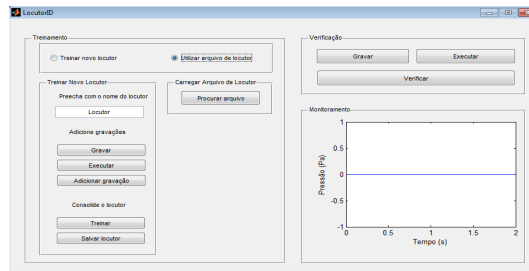 LocutorID
Treinamento
Treinar novo locutor
Utilizar arquivo de locutor
Treinar Novo Locutor
Preecha com o nome do locutor
Locutor
Adicione gravações
Gravar
Executar
Adicionar gravação
Consolide o locutor
Treinar
Salvar locutor
Carregar Arquivo de Locutor
Procurar arquivo
Verificação
Gravar
Executar
Verificar
Monitoramento
1
0.5
0
-0.5
-1
Pressão (Pa)
0
0.5
1
1.5
2
Tempo (s)